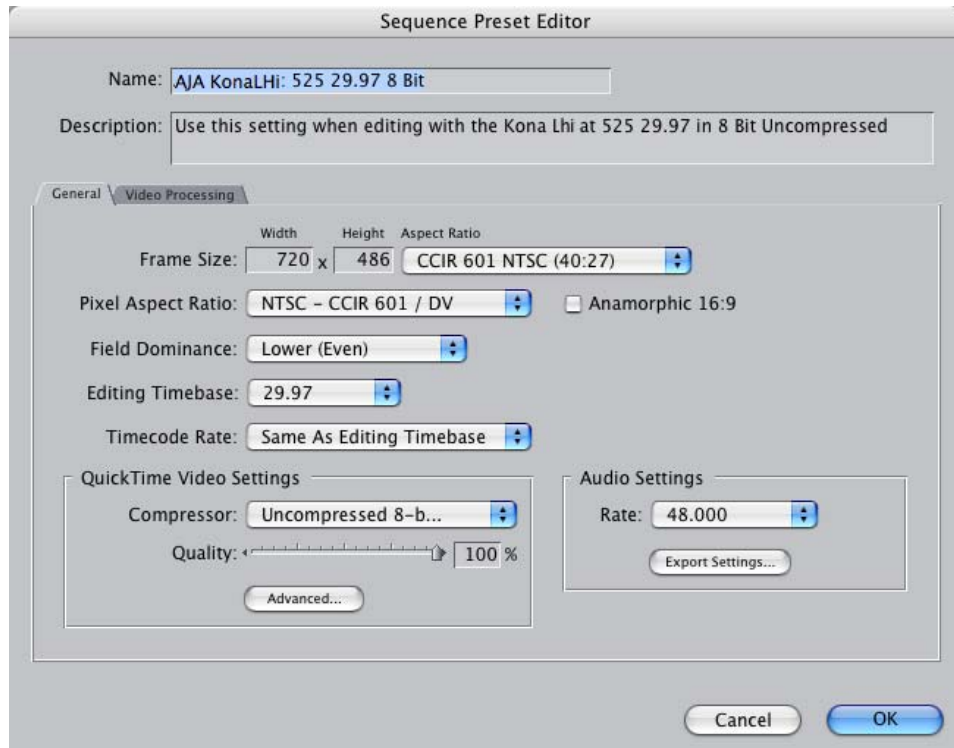 Sequence Preset Editor
Name: AJA KonaLHi: 525 29.97 8 Bit
Description: Use this setting when editing with the Kona Lhi at 525 29.97 in 8 Bit Uncompressed
General Video Processing
Width Height Aspect Ratio
Frame Size: 720 x 486 CCIR 601 NTSC (40:27)
Pixel Aspect Ratio: NTSC – CCIR 601 / DV Anamorphic 16:9
Field Dominance: Lower (Even)
Editing Timebase: 29.97
Timecode Rate: Same As Editing Timebase
QuickTime Video Settings Audio Settings
Compressor: Uncompressed 8-b... Rate: 48.000
Quality: 100 % Export Settings...
Advanced...
Cancel OK